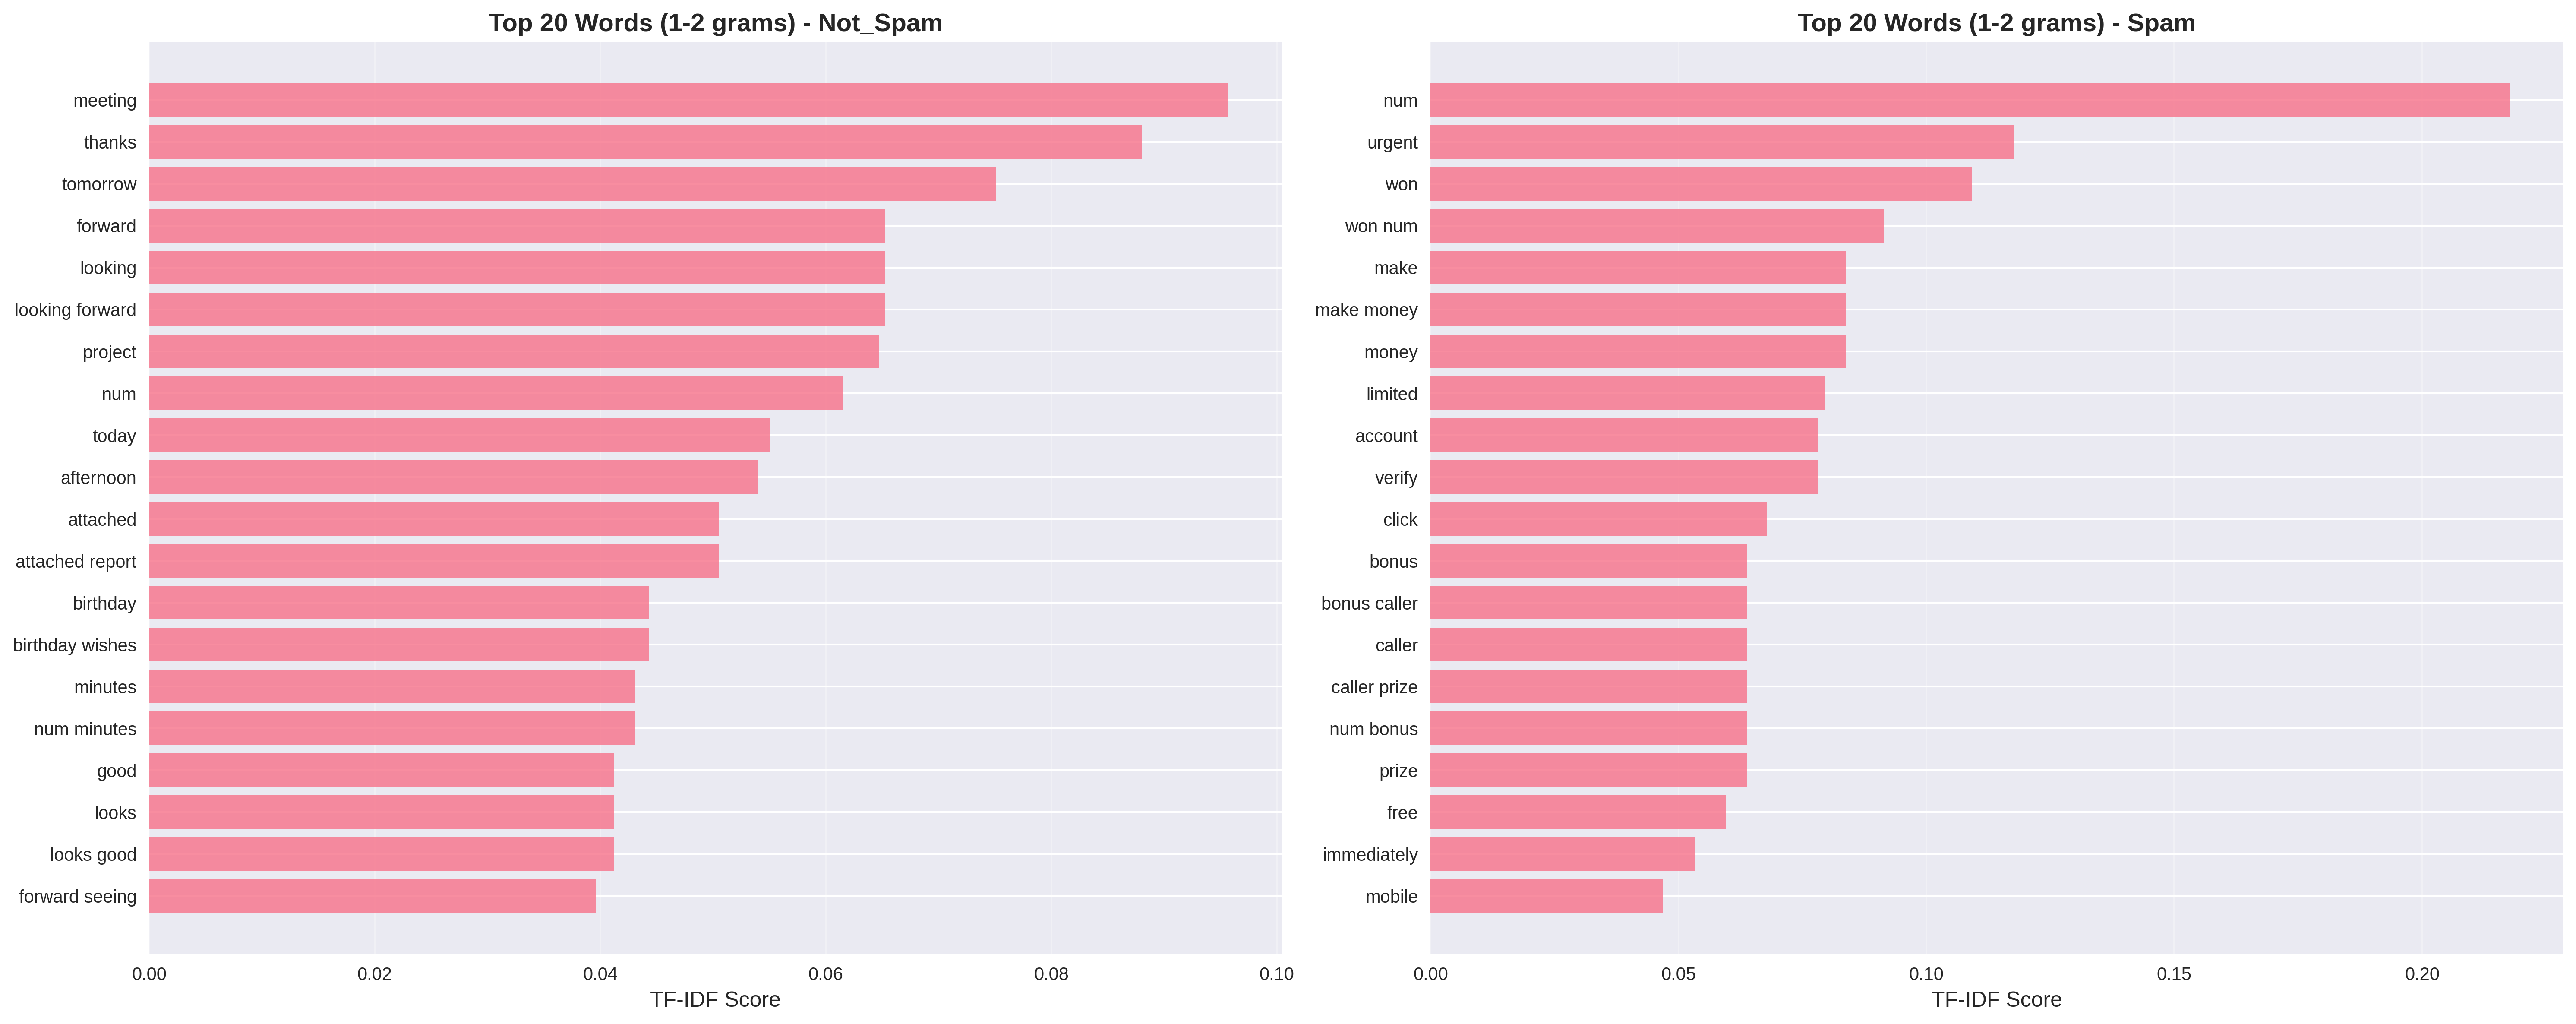 Top 20 Words (1-2 grams) - Not_Spam
meeting
thanks
tomorrow
forward
looking
looking forward
project
num
today
afternoon
attached
attached report
birthday
birthday wishes
minutes
num minutes
good
looks
looks good
forward seeing
0.00 0.02 0.04 0.06 0.08 0.10
TF-IDF Score
Top 20 Words (1-2 grams) - Spam
num
urgent
won
won num
make
make money
money
limited
account
verify
click
bonus
bonus caller
caller
caller prize
num bonus
prize
free
immediately
mobile
0.00 0.05 0.10 0.15 0.20
TF-IDF Score